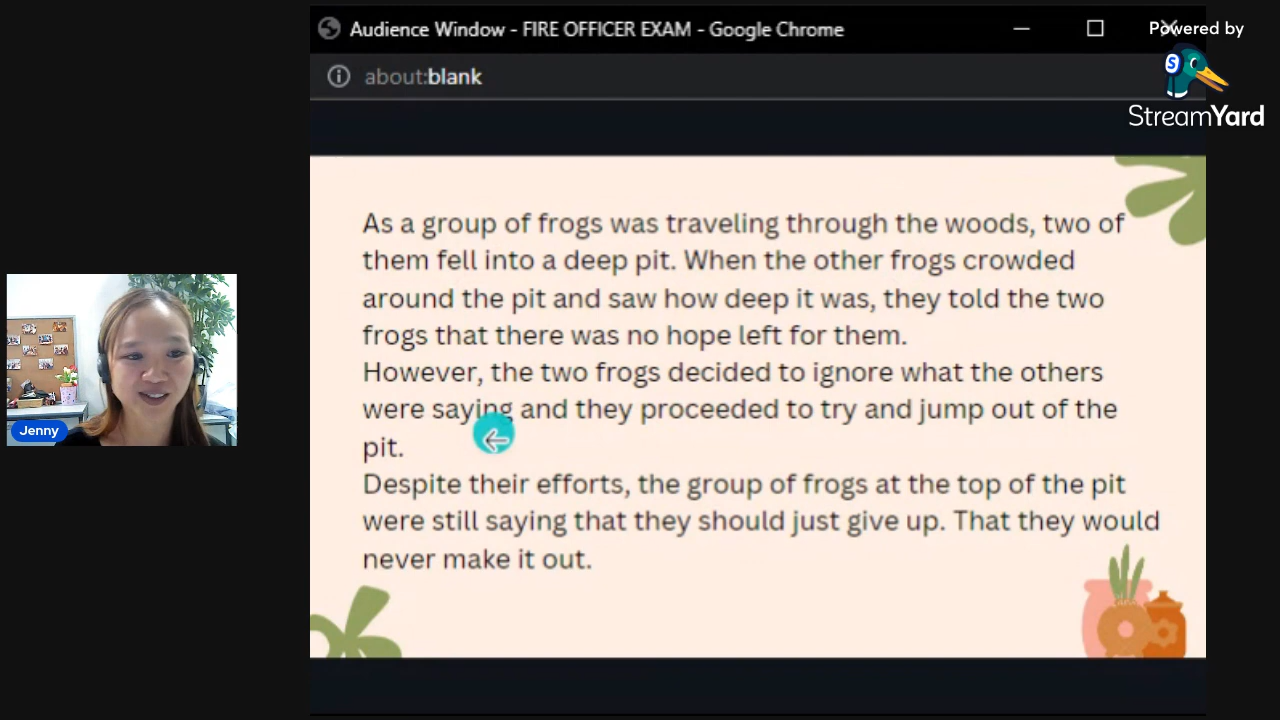 Audience Window - FIRE OFFICER EXAM - Google Chrome
Powered by
about:blank
StreamYard
As a group of frogs was traveling through the woods, two of
them fell into a deep pit. When the other frogs crowded
around the pit and saw how deep it was, they told the two
frogs that there was no hope left for them.
However, the two frogs decided to ignore what the others
were saying and they proceeded to try and jump out of the
pit.
Despite their efforts, the group of frogs at the top of the pit
were still saying that they should just give up. That they would
never make it out.
Jenny